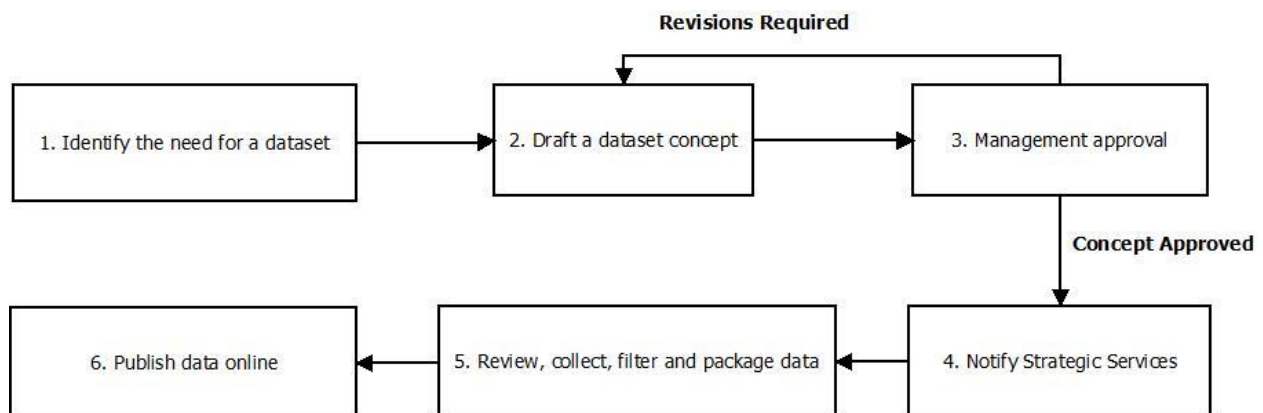 Revisions Required
1. Identify the need for a dataset
2. Draft a dataset concept
3. Management approval
Concept Approved
4. Notify Strategic Services
5. Review, collect, filter and package data
6. Publish data online